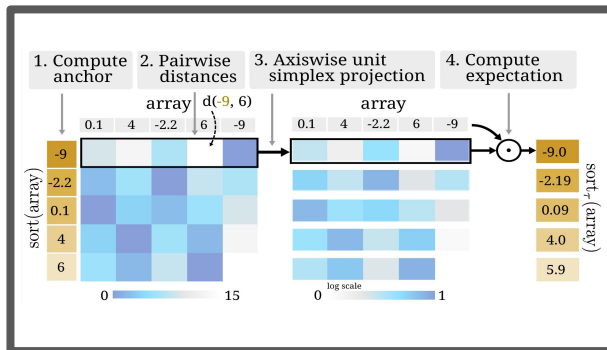 1. Compute
anchor
2. Pairwise
distances
3. Axiswise unit
simplex projection
4. Compute
expectation
array
d(-9, 6)
array
0.1 4 -2.2 6 -9
0.1 4 -2.2 6 -9
sort(array)
-9
-2.2
0.1
4
6
-9.0
-2.19
0.09
4.0
5.9
sortτ(array)
0 15
log scale
0 1